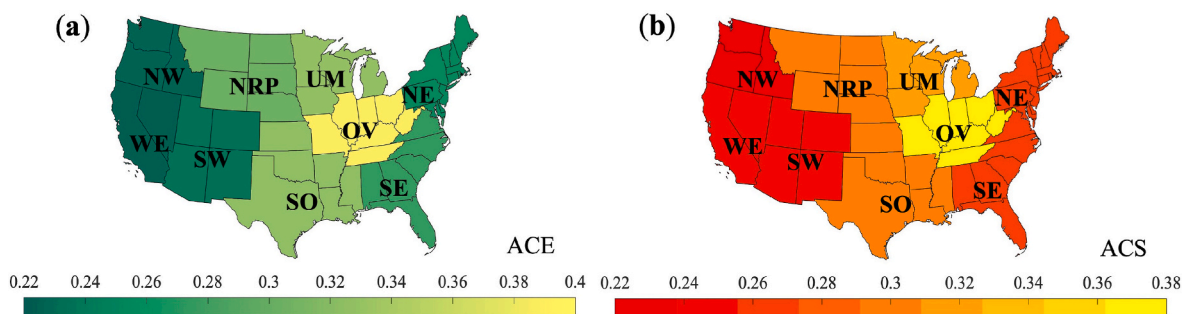 (a)
NW
NRP
UM
NE
WE
SW
OV
SO
SE
ACE
0.22 0.24 0.26 0.28 0.3 0.32 0.34 0.36 0.38 0.4
(b)
NW
NRP
UM
NE
WE
SW
OV
SO
SE
ACS
0.22 0.24 0.26 0.28 0.3 0.32 0.34 0.36 0.38